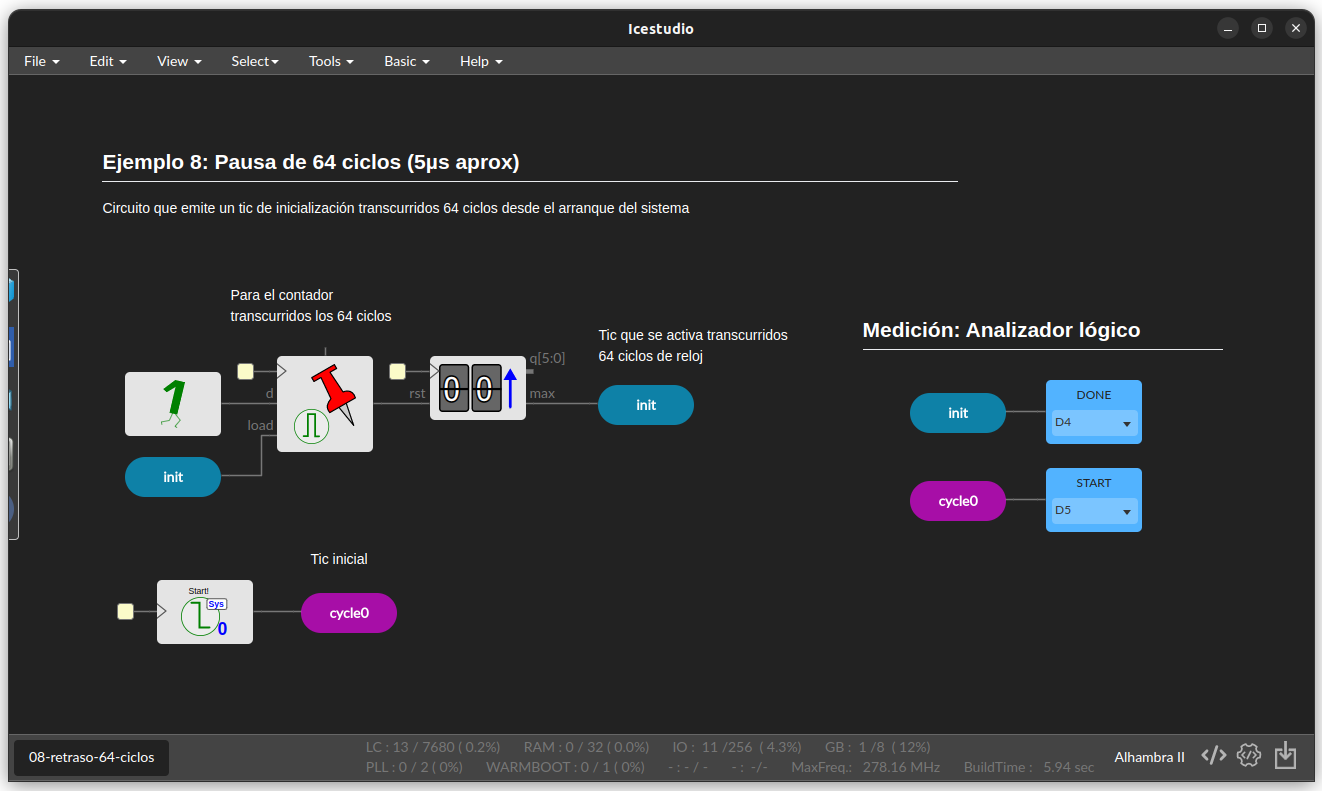 Icestudio
File Edit View Select Tools Basic Help
Ejemplo 8: Pausa de 64 ciclos (5µs aprox)
Circuito que emite un tic de inicialización transcurridos 64 ciclos desde el arranque del sistema
Para el contador
transcurridos los 64 ciclos
Tic que se activa transcurridos
64 ciclos de reloj
Medición: Analizador lógico
1
d
load
init
rst
00
q[5:0]
max
init
init
DONE
D4
cycle0
START
D5
Tic inicial
Start!
Sys
0
cycle0
08-retraso-64-ciclos
LC : 13 / 7680 ( 0.2%) RAM : 0 / 32 ( 0.0%) IO : 11 /256 ( 4.3%) GB : 1 /8 ( 12%)
PLL : 0 / 2 ( 0%) WARMBOOT : 0 / 1 ( 0%) - : - / - - : -/- MaxFreq.: 278.16 MHz BuildTime : 5.94 sec
Alhambra II